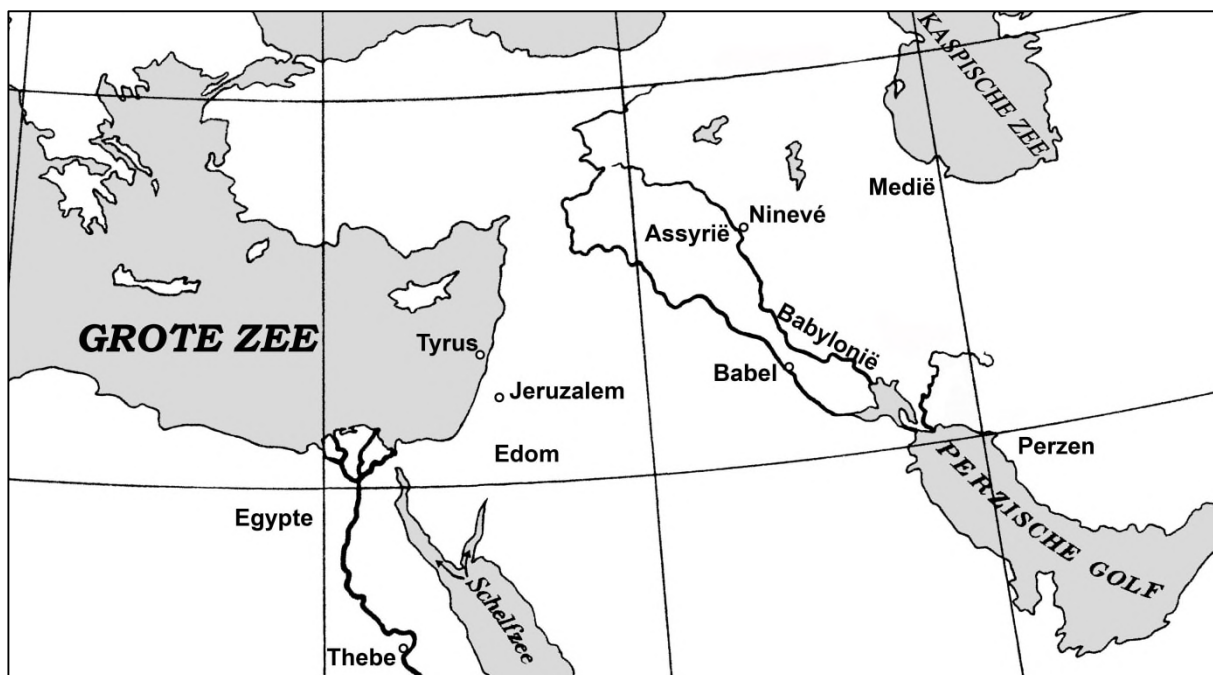 KASPISCHE ZEE
Medië
Ninevé
Assyrië
GROTE ZEE
Tyrus
Babylonië
Babel
Jeruzalem
Edom
Perzen
PERZISCHE GOLF
Egypte
Schelfzee
Thebe